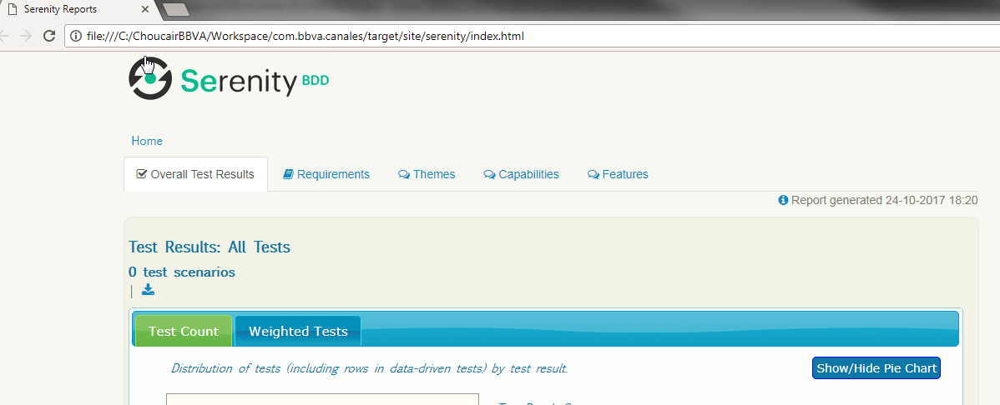 Serenity Reports
file:///C:/ChoucairBBVA/Workspace/com.bbva.canales/target/site/serenity/index.html
Serenity BDD
Home
Overall Test Results Requirements Themes Capabilities Features
Report generated 24-10-2017 18:20
Test Results: All Tests
0 test scenarios
|
Test Count Weighted Tests
Distribution of tests (including rows in data-driven tests) by test result.
Show/Hide Pie Chart